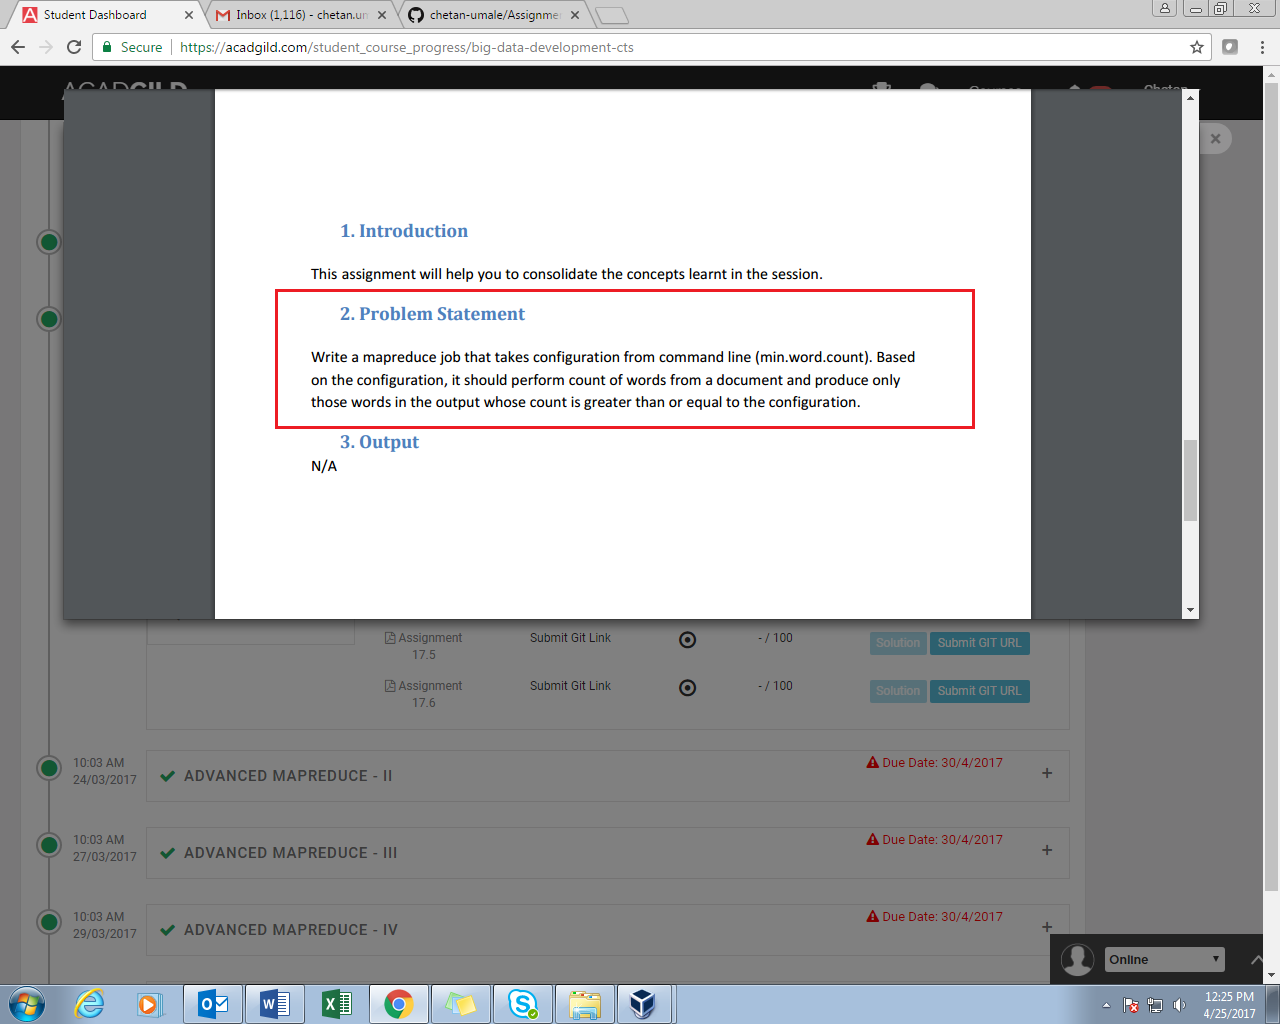 Student Dashboard
Inbox (1,116) - chetan.um
chetan-umale/Assignmen
Secure
https://acadgild.com/student_course_progress/big-data-development-cts
ACADGILD
Courses
Chetan
1. Introduction
This assignment will help you to consolidate the concepts learnt in the session.
2. Problem Statement
Write a mapreduce job that takes configuration from command line (min.word.count). Based
on the configuration, it should perform count of words from a document and produce only
those words in the output whose count is greater than or equal to the configuration.
3. Output
N/A
Assignment
17.5
Submit Git Link
- / 100
Solution
Submit GIT URL
Assignment
17.6
Submit Git Link
- / 100
Solution
Submit GIT URL
10:03 AM
24/03/2017
ADVANCED MAPREDUCE - II
Due Date: 30/4/2017
10:03 AM
27/03/2017
ADVANCED MAPREDUCE - III
Due Date: 30/4/2017
10:03 AM
29/03/2017
ADVANCED MAPREDUCE - IV
Due Date: 30/4/2017
Online
12:25 PM
4/25/2017